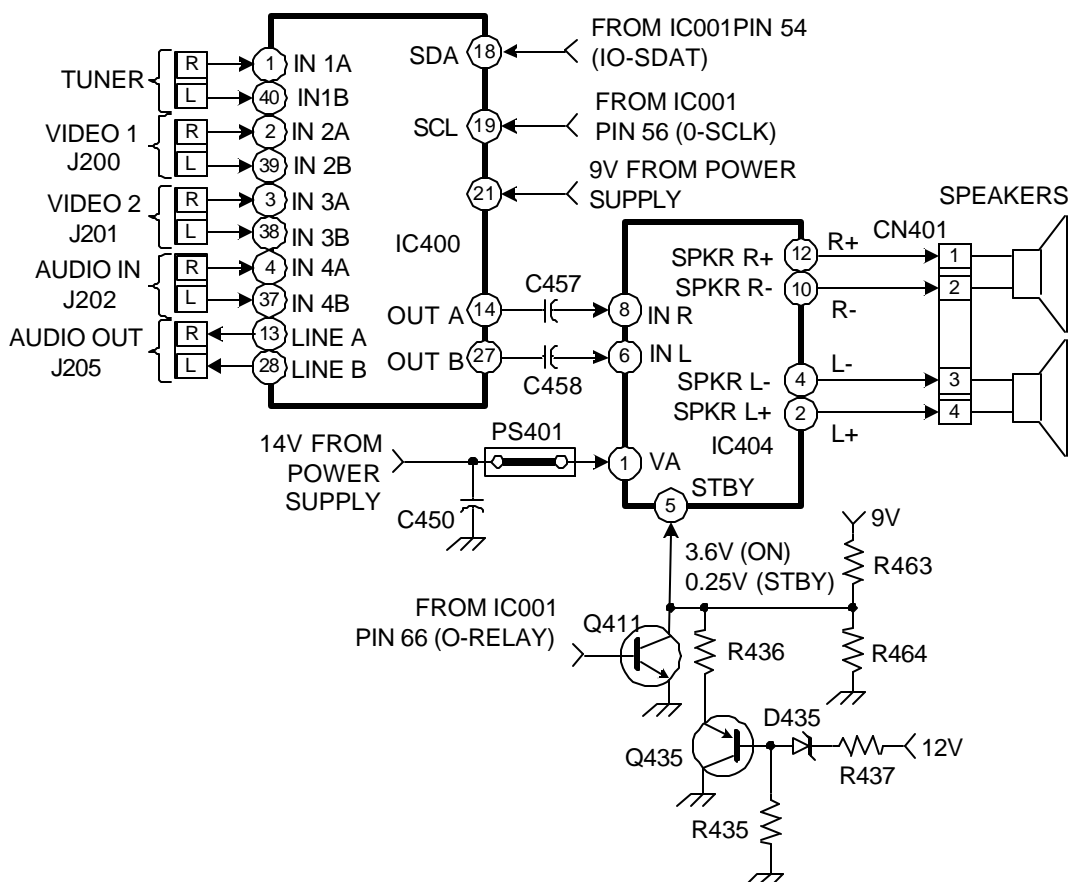 TUNER
R
L
1
40
IN 1A
IN1B
VIDEO 1
J200
R
L
2
39
IN 2A
IN 2B
VIDEO 2
J201
R
L
3
38
IN 3A
IN 3B
AUDIO IN
J202
R
L
4
37
IN 4A
IN 4B
AUDIO OUT
J205
R
L
13
28
LINE A
LINE B
IC400
SDA
18
FROM IC001PIN 54
(IO-SDAT)
SCL
19
FROM IC001
PIN 56 (0-SCLK)
21
9V FROM POWER
SUPPLY
OUT A
14
C457
8
IN R
OUT B
27
C458
6
IN L
SPKR R+
12
R+
SPKR R-
10
R-
SPKR L-
4
L-
SPKR L+
2
L+
IC404
CN401
1
2
3
4
SPEAKERS
14V FROM
POWER
SUPPLY
PS401
1
VA
C450
STBY
5
3.6V (ON)
0.25V (STBY)
9V
R463
R464
FROM IC001
PIN 66 (O-RELAY)
Q411
R436
Q435
D435
R437
12V
R435